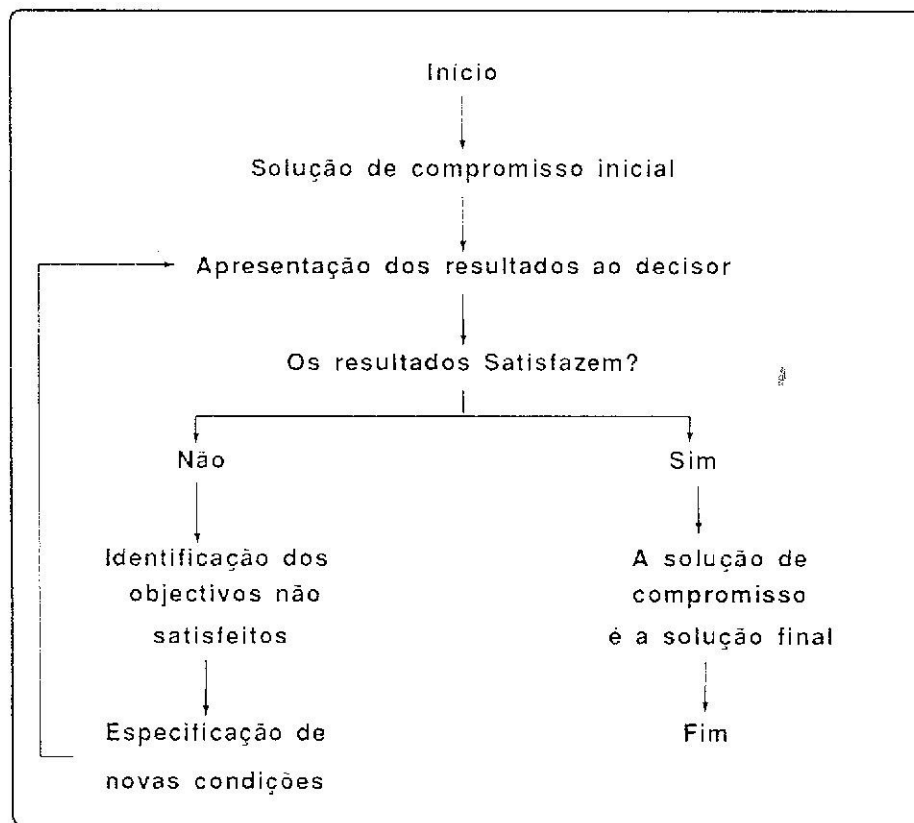 Início
Solução de compromisso inicial
Apresentação dos resultados ao decisor
Os resultados Satisfazem?
Não
Sim
Identificação dos
objectivos não
satisfeitos
A solução de
compromisso
é a solução final
Especificação de
novas condições
Fim